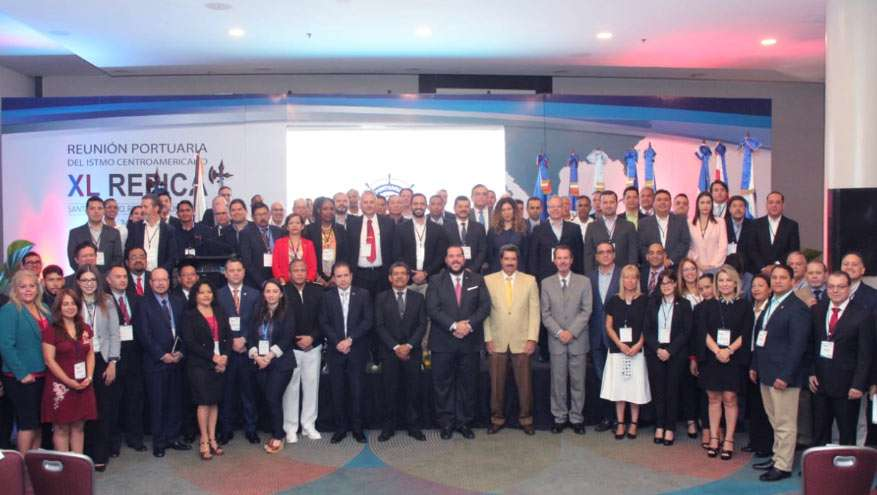 REUNIÓN PORTUARIA
DEL ISTMO CENTROAMERICANO
XL REPICA